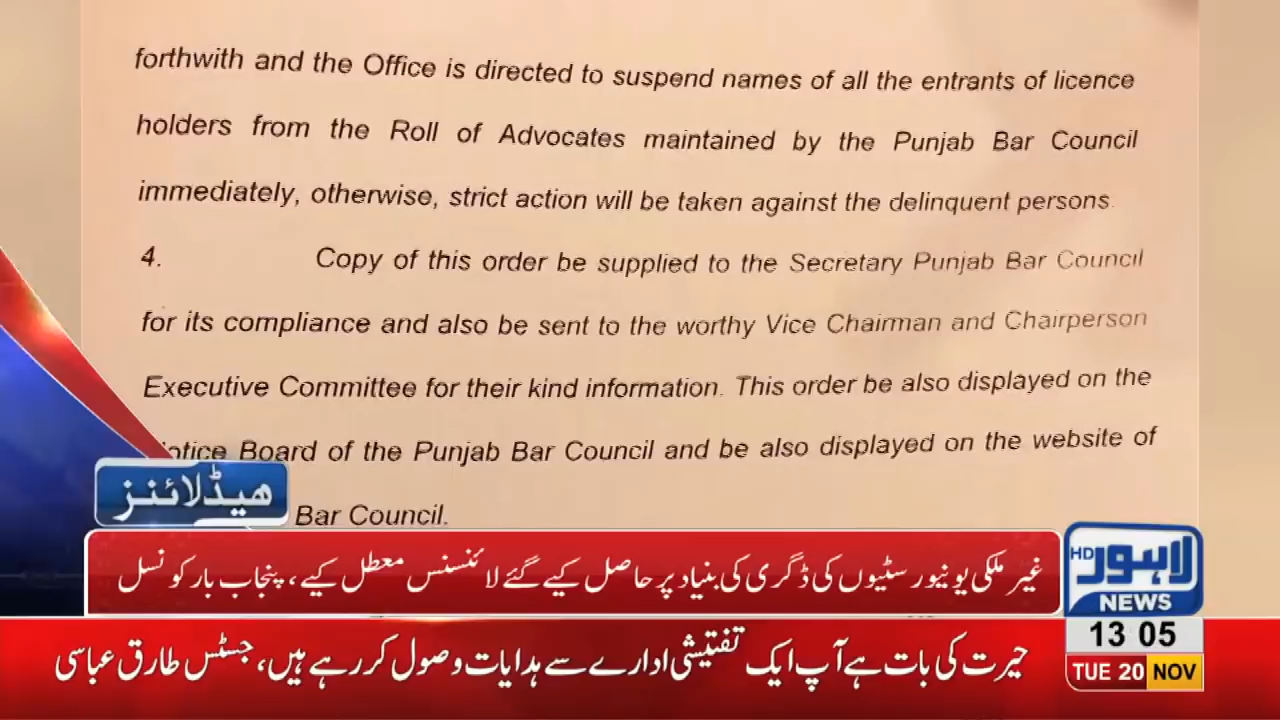 forthwith and the Office is directed to suspend names of all the entrants of licence
holders from the Roll of Advocates maintained by the Punjab Bar Council
immediately, otherwise, strict action will be taken against the delinquent persons.
4. Copy of this order be supplied to the Secretary Punjab Bar Council
for its compliance and also be sent to the worthy Vice Chairman and Chairperson
Executive Committee for their kind information. This order be also displayed on the
Board of the Punjab Bar Council and be also displayed on the website of
Bar Council.
ھیڈلائنز
غیر ملکی یونیورسٹیوں کی ڈگری کی بنیاد پر حاصل کیے گئے لائسنس معطل کیے، پنجاب بار کونسل
HD لاہور
NEWS
13 05
TUE 20 NOV
حیرت کی بات ہے آپ ایک تفتیشی ادارے سے ہدایات وصول کر رہے ہیں، جسٹس طارق عباسی